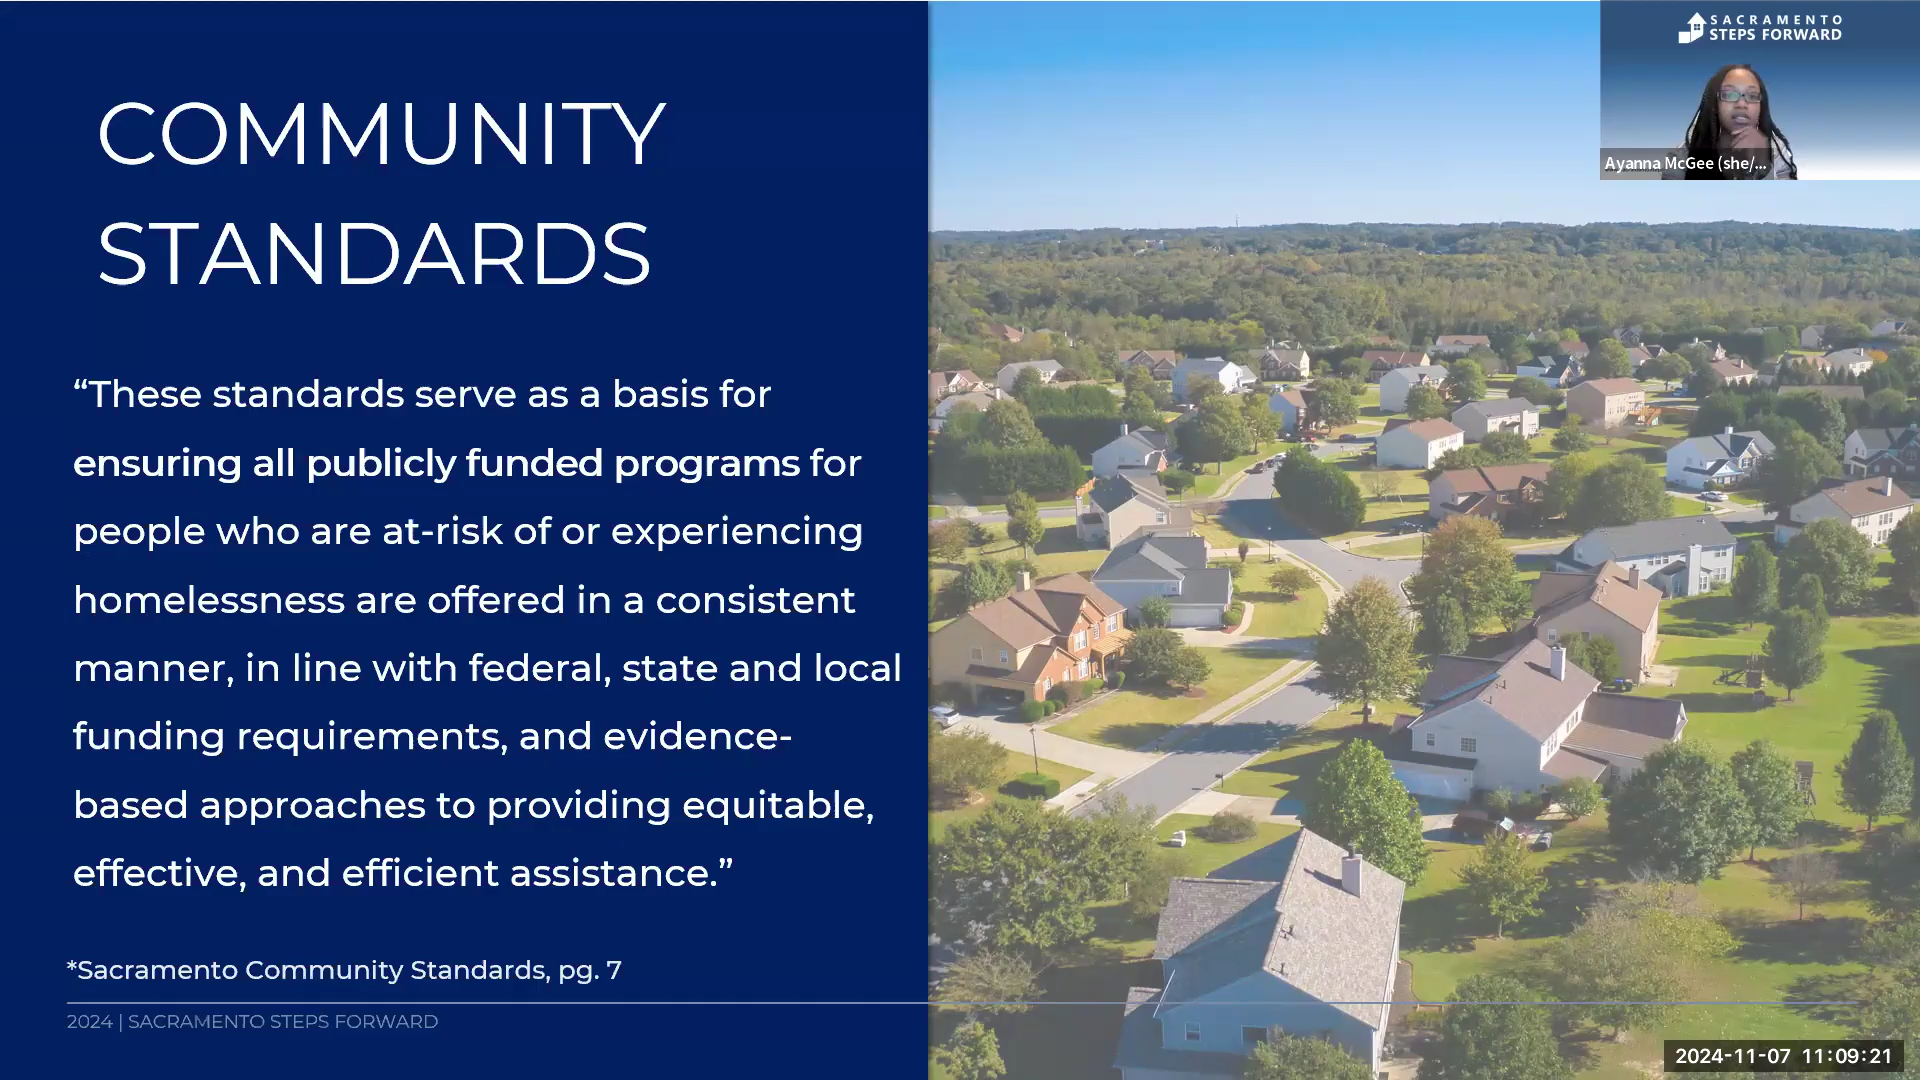 COMMUNITY
STANDARDS
“These standards serve as a basis for
ensuring all publicly funded programs for
people who are at-risk of or experiencing
homelessness are offered in a consistent
manner, in line with federal, state and local
funding requirements, and evidence-
based approaches to providing equitable,
effective, and efficient assistance.”
*Sacramento Community Standards, pg. 7
2024 | SACRAMENTO STEPS FORWARD
SACRAMENTO
STEPS FORWARD
Ayanna McGee (she/...
2024-11-07 11:09:21